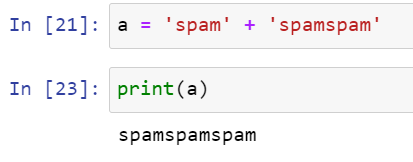 In [21]: a = 'spam' + 'spamspam'
In [23]: print(a)
spamspamspam